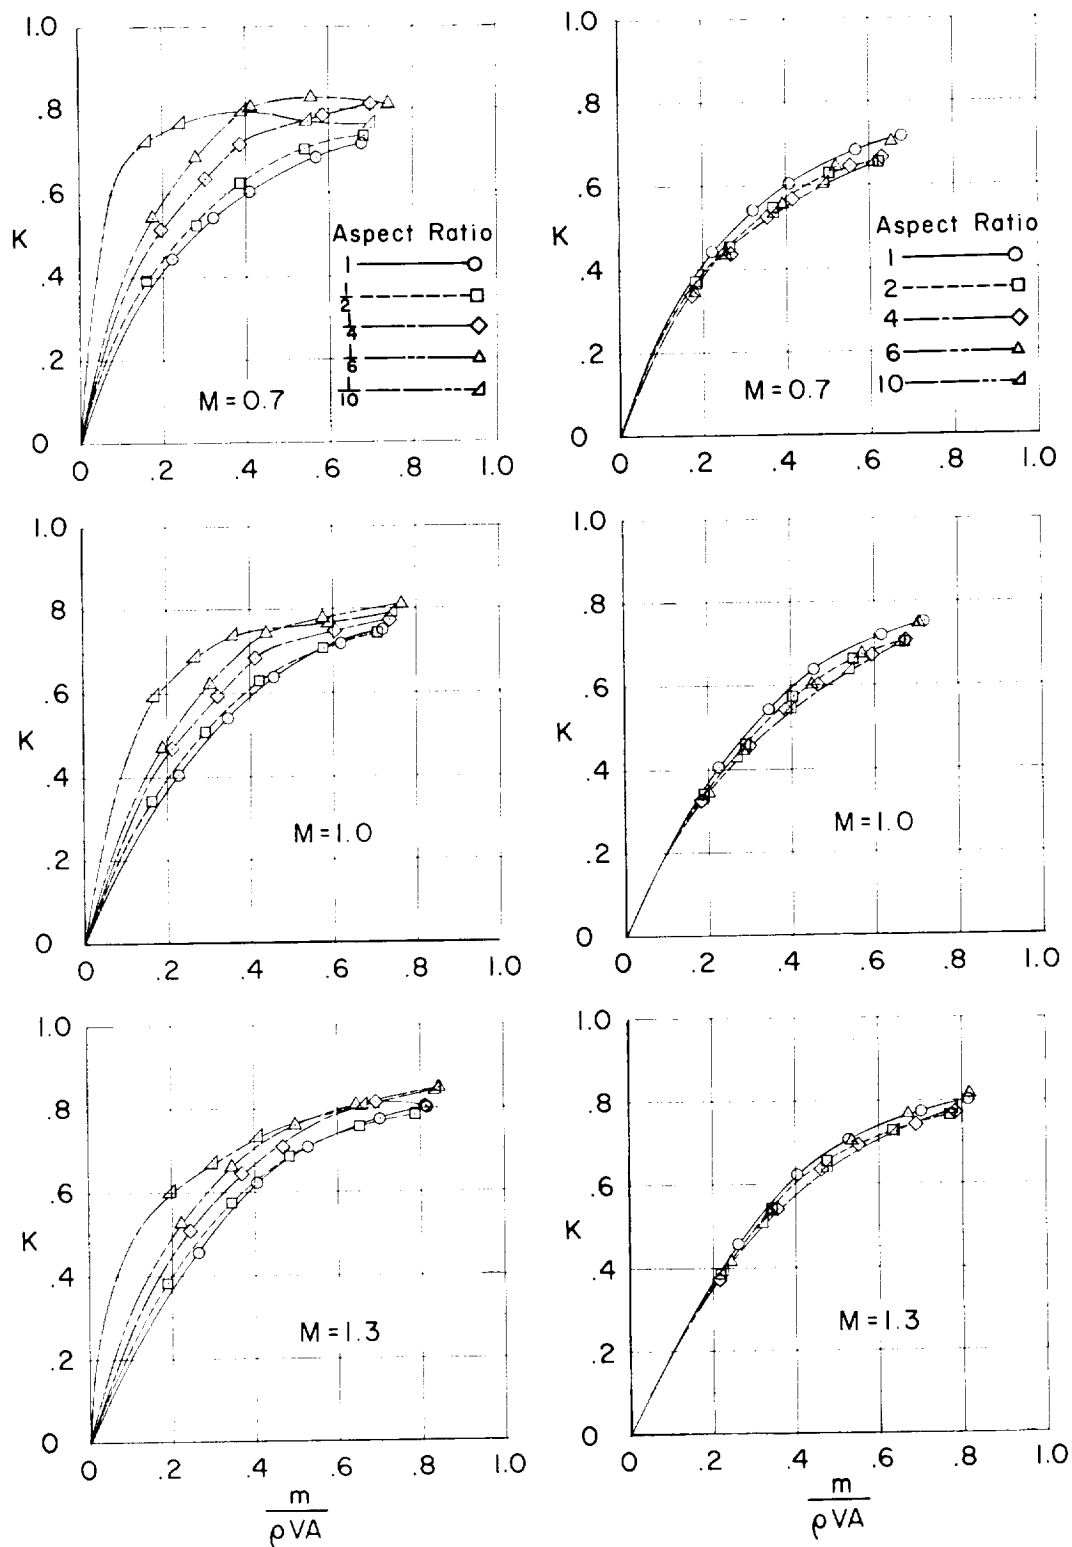 1.0
.8
.6
K
.4
.2
0
0 .2 .4 .6 .8 1.0
Aspect Ratio
1
1/2
1/4
1/6
1/10
M = 0.7
1.0
.8
.6
K
.4
.2
0
0 .2 .4 .6 .8 1.0
Aspect Ratio
1
2
4
6
10
M = 0.7
1.0
.8
.6
K
.4
.2
0
0 .2 .4 .6 .8 1.0
M = 1.0
1.0
.8
.6
K
.4
.2
0
0 .2 .4 .6 .8 1.0
M = 1.0
1.0
.8
.6
K
.4
.2
0
0 .2 .4 .6 .8 1.0
M = 1.3
m
ρVA
1.0
.8
.6
K
.4
.2
0
0 .2 .4 .6 .8 1.0
M = 1.3
m
ρVA